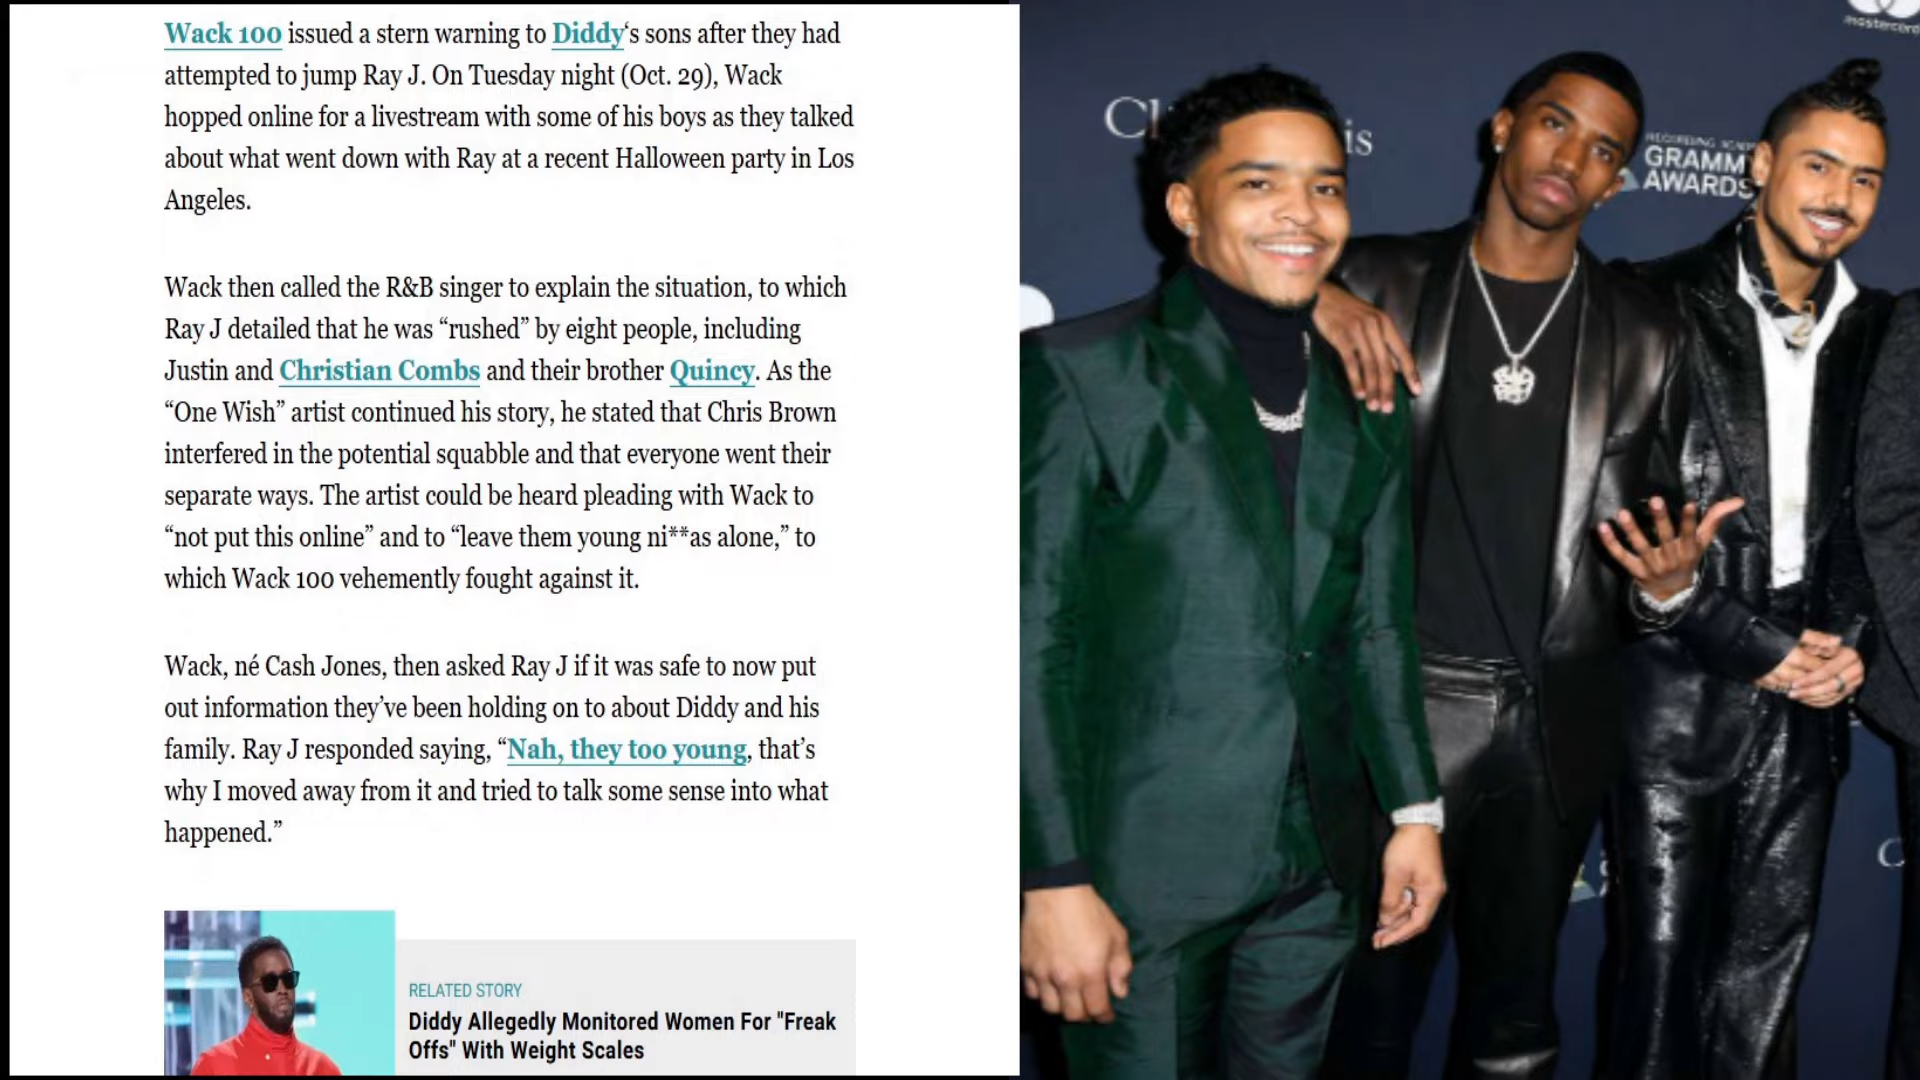 Wack 100 issued a stern warning to Diddy‘s sons after they had
attempted to jump Ray J. On Tuesday night (Oct. 29), Wack
hopped online for a livestream with some of his boys as they talked
about what went down with Ray at a recent Halloween party in Los
Angeles.
Wack then called the R&B singer to explain the situation, to which
Ray J detailed that he was “rushed” by eight people, including
Justin and Christian Combs and their brother Quincy. As the
“One Wish” artist continued his story, he stated that Chris Brown
interfered in the potential squabble and that everyone went their
separate ways. The artist could be heard pleading with Wack to
“not put this online” and to “leave them young ni**as alone,” to
which Wack 100 vehemently fought against it.
Wack, né Cash Jones, then asked Ray J if it was safe to now put
out information they’ve been holding on to about Diddy and his
family. Ray J responded saying, “Nah, they too young, that’s
why I moved away from it and tried to talk some sense into what
happened.”
RELATED STORY
Diddy Allegedly Monitored Women For "Freak
Offs" With Weight Scales
mastercard
RECORDING
GRAMM
AWARDS
is